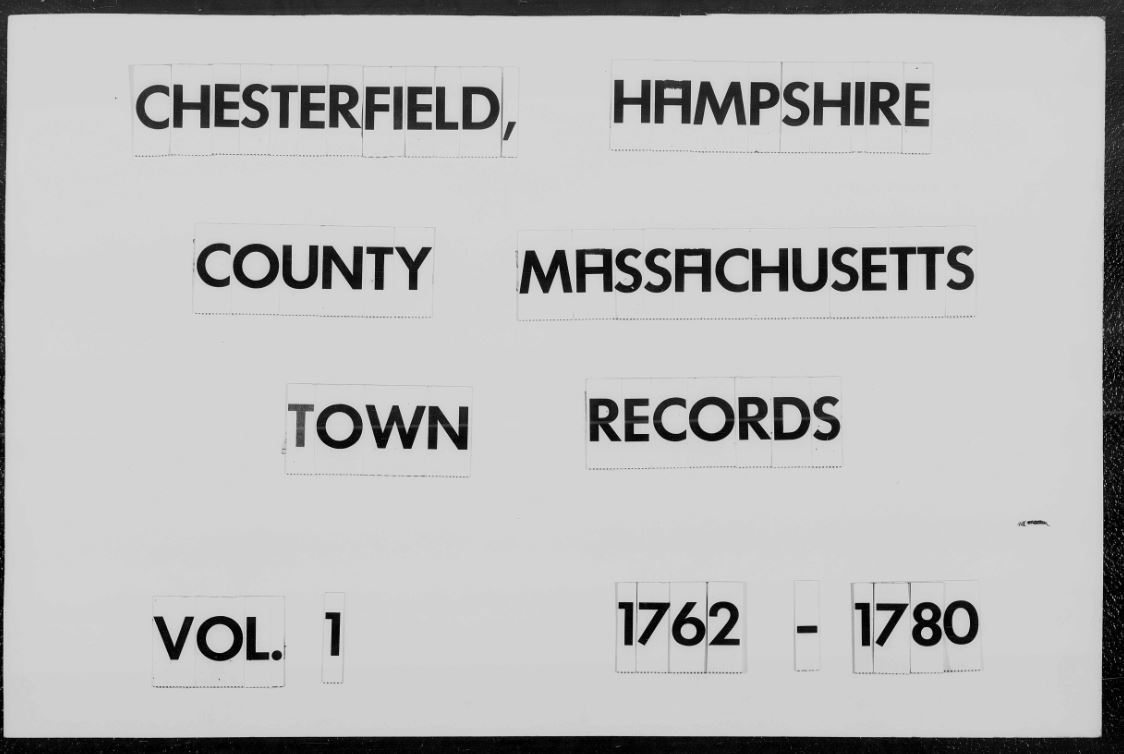 CHESTERFIELD, HAMPSHIRE
COUNTY MASSACHUSETTS
TOWN RECORDS
VOL. 1 1762 - 1780